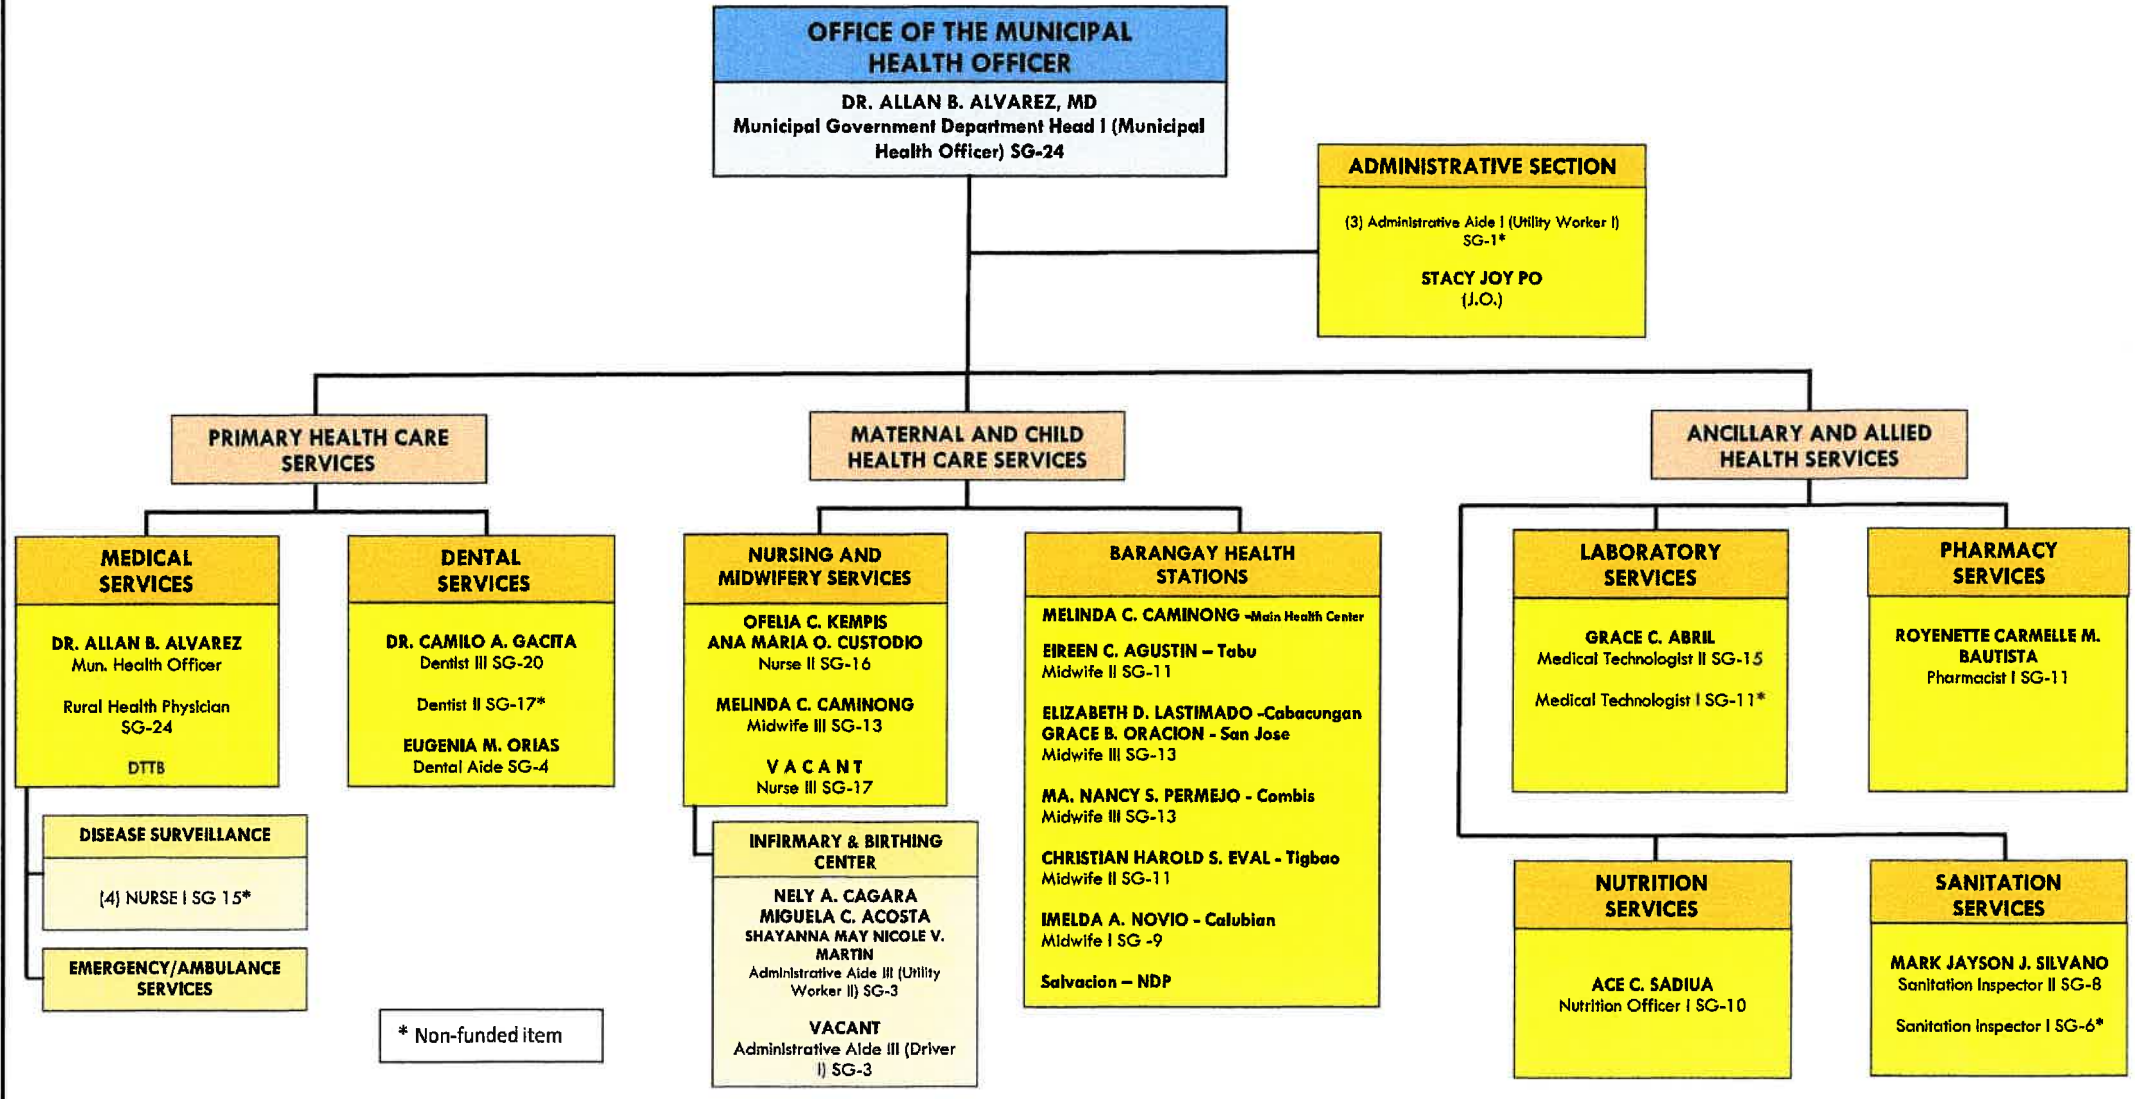 OFFICE OF THE MUNICIPAL
HEALTH OFFICER
DR. ALLAN B. ALVAREZ, MD
Municipal Government Department Head I (Municipal
Health Officer) SG-24
ADMINISTRATIVE SECTION
(3) Administrative Aide I (Utility Worker I)
SG-1*
STACY JOY PO
(J.O.)
PRIMARY HEALTH CARE
SERVICES
MATERNAL AND CHILD
HEALTH CARE SERVICES
ANCILLARY AND ALLIED
HEALTH SERVICES
MEDICAL
SERVICES
DR. ALLAN B. ALVAREZ
Mun. Health Officer
Rural Health Physician
SG-24
DTTB
DISEASE SURVEILLANCE
(4) NURSE I SG 15*
EMERGENCY/AMBULANCE
SERVICES
DENTAL
SERVICES
DR. CAMILO A. GACITA
Dentist III SG-20
Dentist II SG-17*
EUGENIA M. ORIAS
Dental Aide SG-4
* Non-funded item
NURSING AND
MIDWIFERY SERVICES
OFELIA C. KEMPIS
ANA MARIA O. CUSTODIO
Nurse II SG-16
MELINDA C. CAMINONG
Midwife III SG-13
V A C A N T
Nurse III SG-17
INFIRMARY & BIRTHING
CENTER
NELY A. CAGARA
MIGUELA C. ACOSTA
SHAYANNA MAY NICOLE V.
MARTIN
Administrative Aide III (Utility
Worker II) SG-3
VACANT
Administrative Aide III (Driver
I) SG-3
BARANGAY HEALTH
STATIONS
MELINDA C. CAMINONG -Main Health Center
EIREEN C. AGUSTIN – Tabu
Midwife II SG-11
ELIZABETH D. LASTIMADO -Cabacungan
GRACE B. ORACION - San Jose
Midwife III SG-13
MA. NANCY S. PERMEJO - Combis
Midwife III SG-13
CHRISTIAN HAROLD S. EVAL - Tigbao
Midwife II SG-11
IMELDA A. NOVIO - Calubian
Midwife I SG -9
Salvacion – NDP
LABORATORY
SERVICES
GRACE C. ABRIL
Medical Technologist II SG-15
Medical Technologist I SG-11*
PHARMACY
SERVICES
ROYENETTE CARMELLE M.
BAUTISTA
Pharmacist I SG-11
NUTRITION
SERVICES
ACE C. SADIUA
Nutrition Officer I SG-10
SANITATION
SERVICES
MARK JAYSON J. SILVANO
Sanitation Inspector II SG-8
Sanitation Inspector I SG-6*